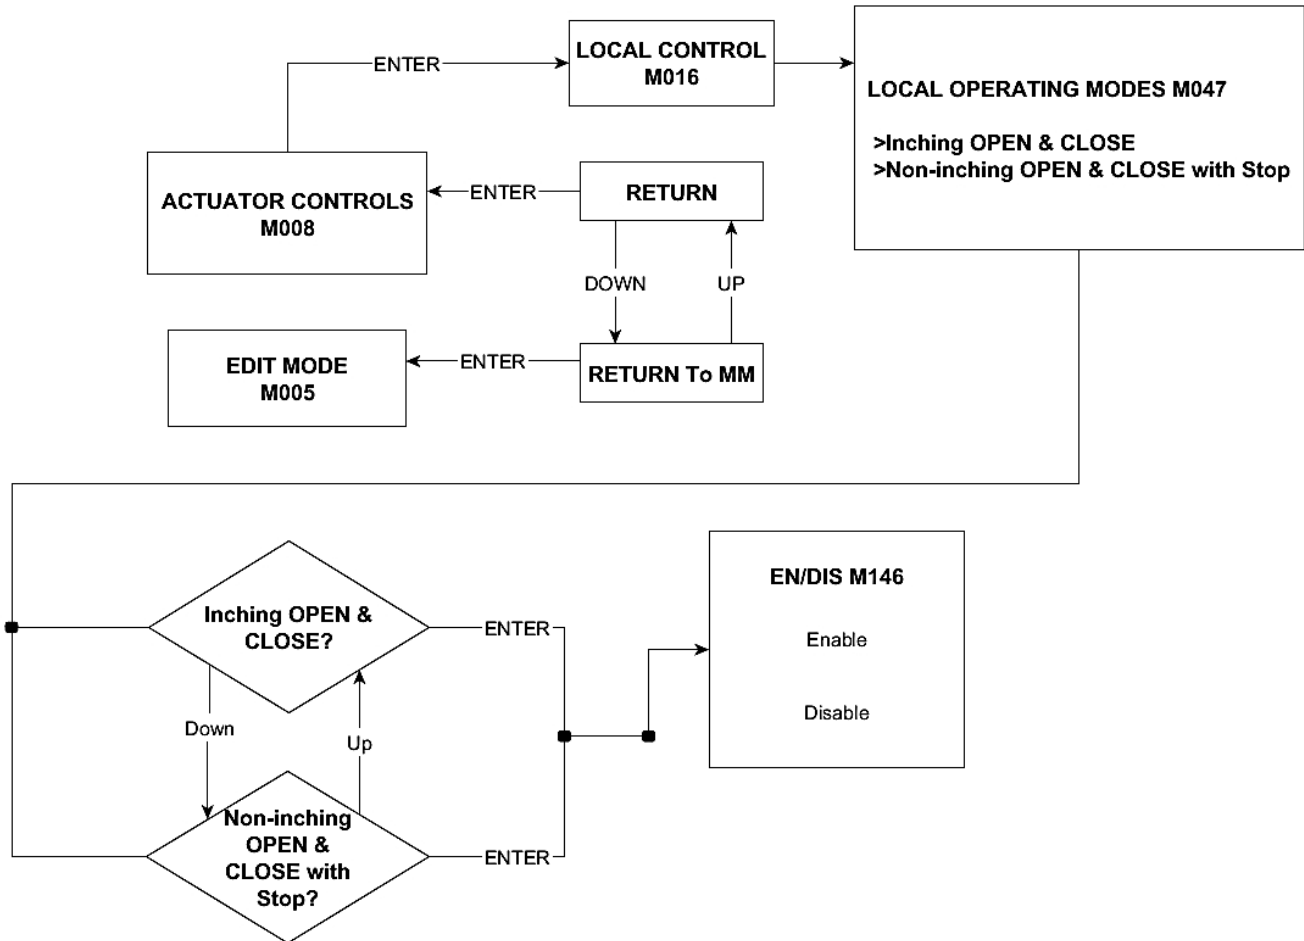 ENTER
LOCAL CONTROL
M016
LOCAL OPERATING MODES M047
>Inching OPEN & CLOSE
>Non-inching OPEN & CLOSE with Stop
ACTUATOR CONTROLS
M008
ENTER
RETURN
DOWN
UP
EDIT MODE
M005
ENTER
RETURN To MM
Inching OPEN &
CLOSE?
ENTER
EN/DIS M146
Enable
Disable
Down
Up
Non-inching
OPEN &
CLOSE with
Stop?
ENTER